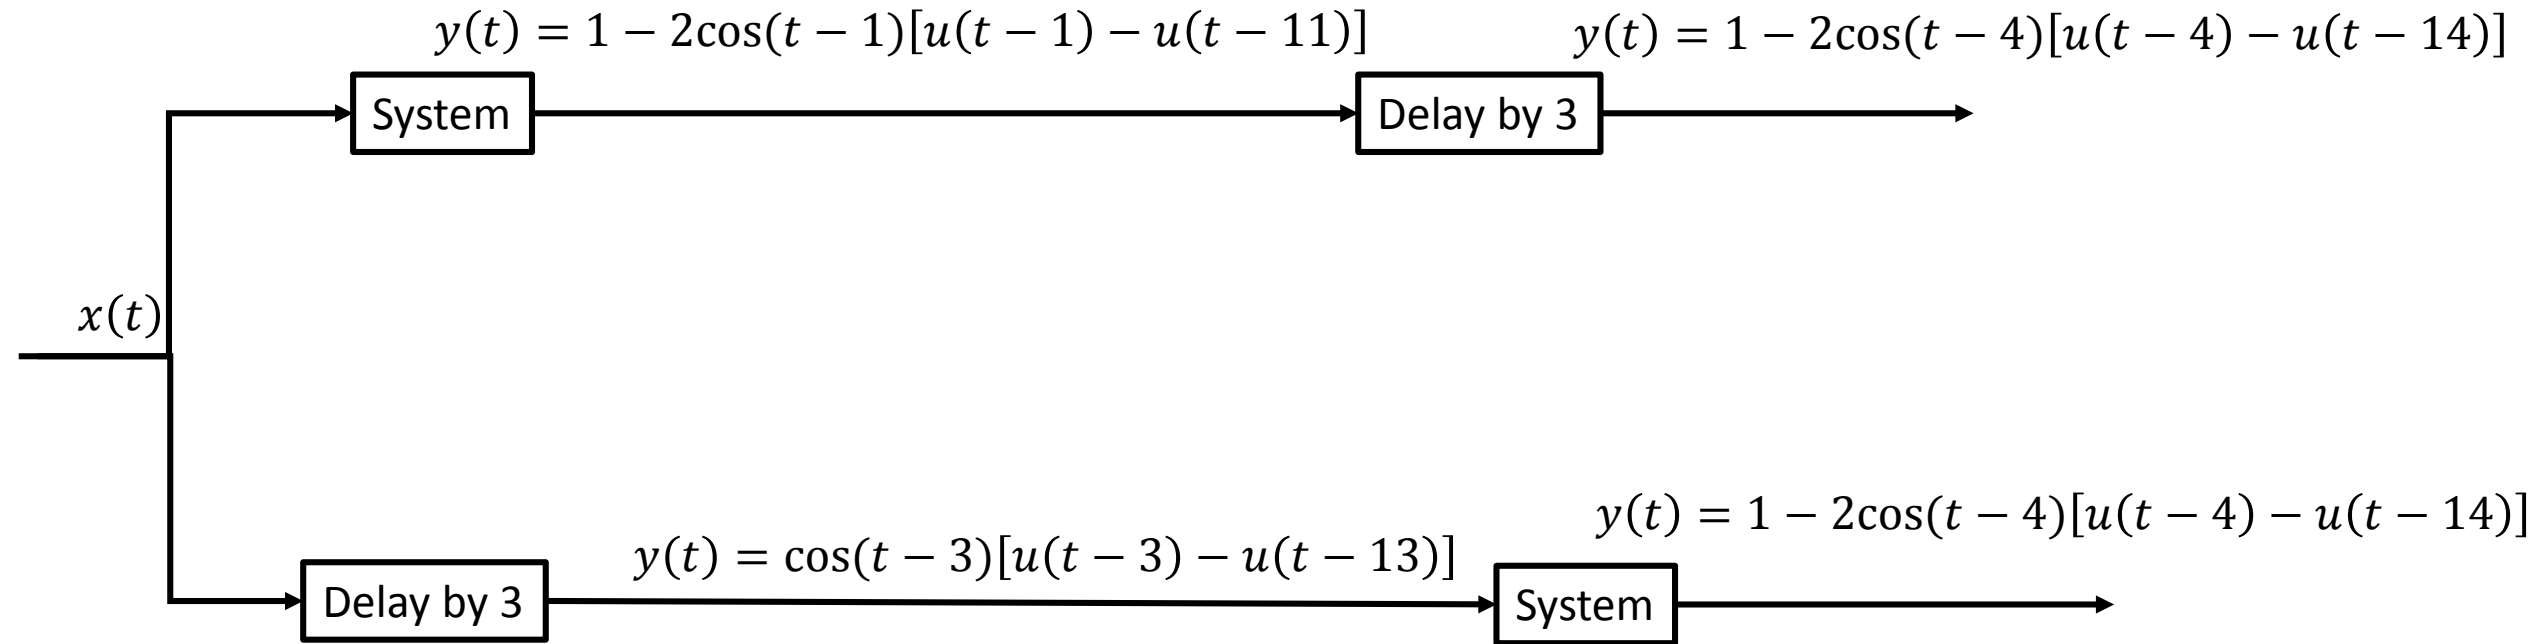 y(t) = 1 − 2cos(t − 1)[u(t − 1) − u(t − 11)]
y(t) = 1 − 2cos(t − 4)[u(t − 4) − u(t − 14)]
System
Delay by 3
x(t)
y(t) = 1 − 2cos(t − 4)[u(t − 4) − u(t − 14)]
y(t) = cos(t − 3)[u(t − 3) − u(t − 13)]
Delay by 3
System